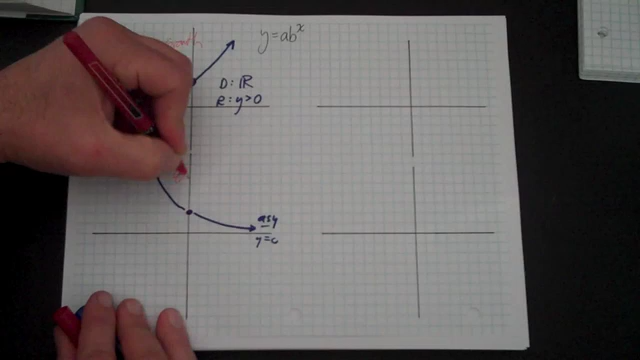 y=ab^x
D: ℝ
R: y>0
asy
y=0